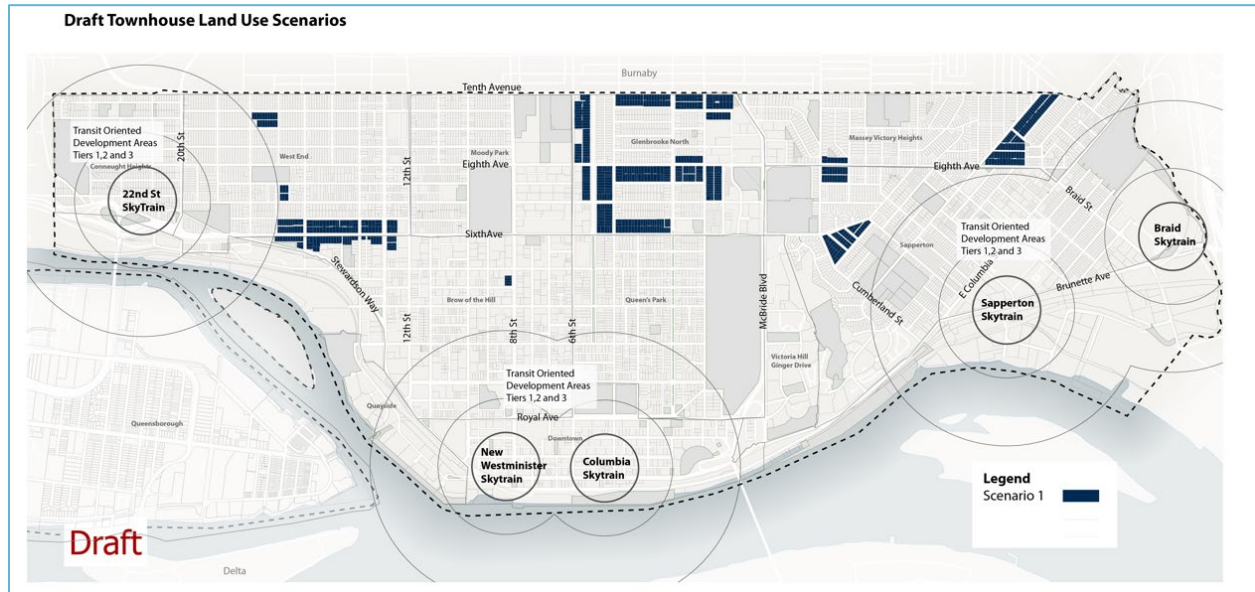 Draft Townhouse Land Use Scenarios
Burnaby
Tenth Avenue
Transit Oriented
Development Areas
Tiers 1,2 and 3
Connaught Heights
20th St
West End
12th St
Moody Park
Eighth Ave
Glenbrooke North
Massey Victory Heights
Eighth Ave
Braid St
22nd St
SkyTrain
SixthAve
Transit Oriented
Development Areas
Tiers 1,2 and 3
Sapperton
Braid
Skytrain
E Columbia
Brunette Ave
Stewardson Way
Brow of the Hill
Queen's Park
McBride Blvd
Cumberland St
Sapperton
Skytrain
12th St
8th St
6th St
Victoria Hill
Ginger Drive
Transit Oriented
Development Areas
Tiers 1,2 and 3
Quayside
Royal Ave
Queensborough
Downtown
New
Westminister
Skytrain
Columbia
Skytrain
Legend
Scenario 1
Draft
Delta